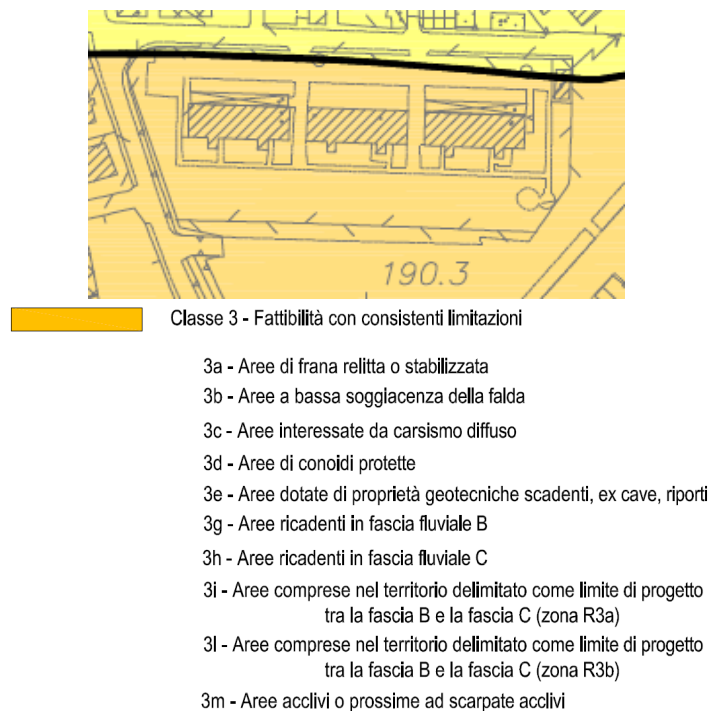 190.3
Classe 3 - Fattibilità con consistenti limitazioni
3a - Aree di frana relitta o stabilizzata
3b - Aree a bassa sogglacenza della falda
3c - Aree interessate da carsismo diffuso
3d - Aree di conoidi protette
3e - Aree dotate di proprietà geotecniche scadenti, ex cave, riporti
3g - Aree ricadenti in fascia fluviale B
3h - Aree ricadenti in fascia fluviale C
3i - Aree comprese nel territorio delimitato come limite di progetto
tra la fascia B e la fascia C (zona R3a)
3l - Aree comprese nel territorio delimitato come limite di progetto
tra la fascia B e la fascia C (zona R3b)
3m - Aree acclivi o prossime ad scarpate acclivi